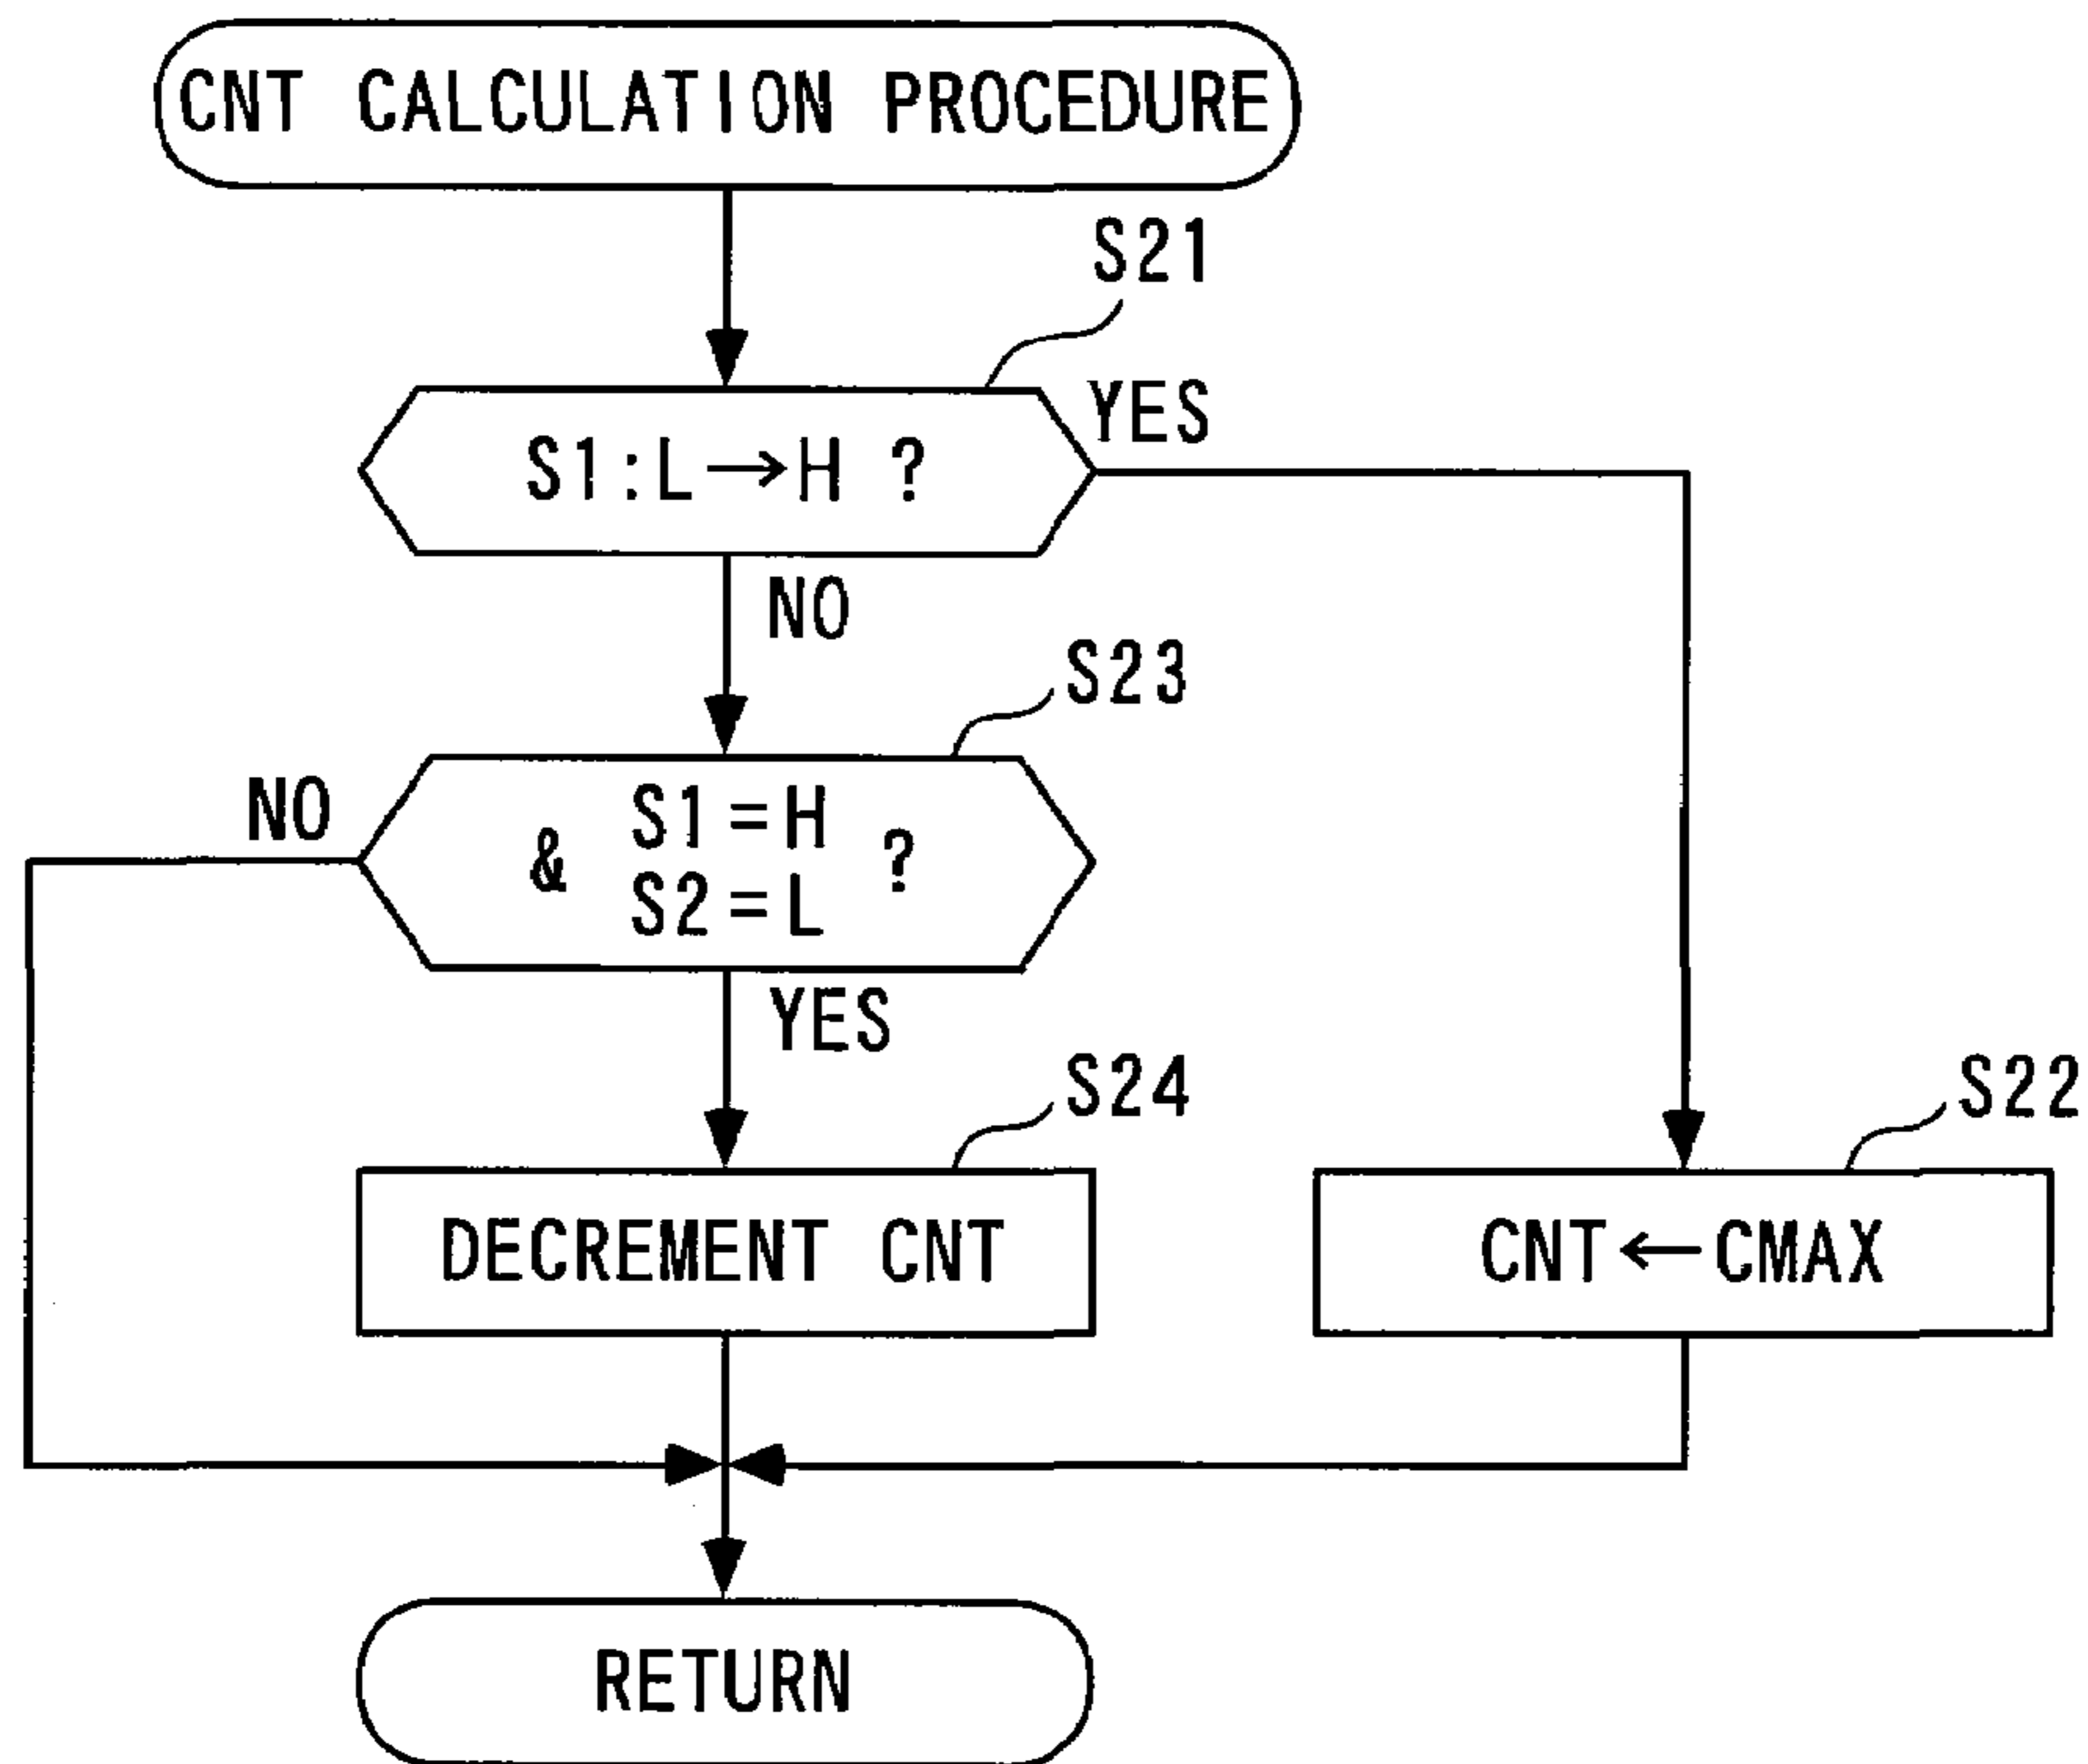 CNT CALCULATION PROCEDURE
S21
S1:L→H ?
YES
NO
S23
NO
& S1=H ?
S2=L
YES
S24
S22
DECREMENT CNT
CNT←CMAX
RETURN